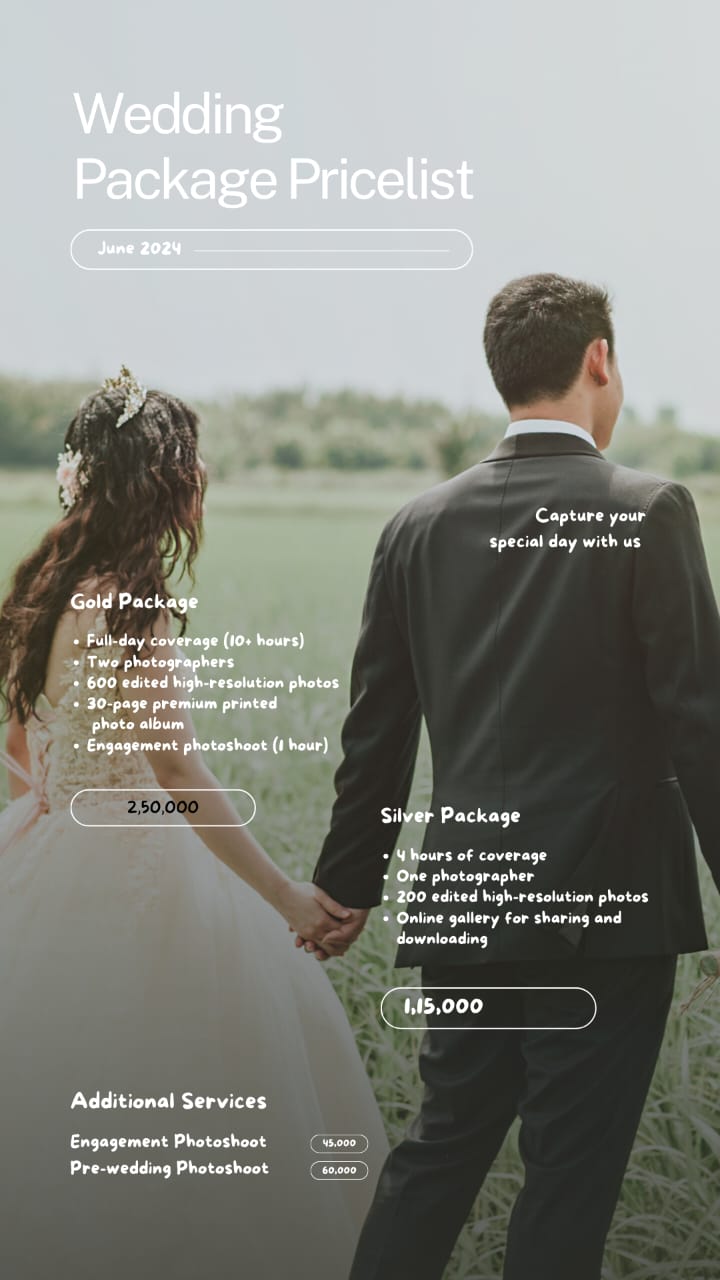 Wedding
Package Pricelist
June 2024
Capture your
special day with us
Gold Package
• Full-day coverage (10+ hours)
• Two photographers
• 600 edited high-resolution photos
• 30-page premium printed
photo album
• Engagement photoshoot (1 hour)
2,50,000
Silver Package
• 4 hours of coverage
• One photographer
• 200 edited high-resolution photos
• Online gallery for sharing and
downloading
1,15,000
Additional Services
Engagement Photoshoot 45,000
Pre-wedding Photoshoot 60,000